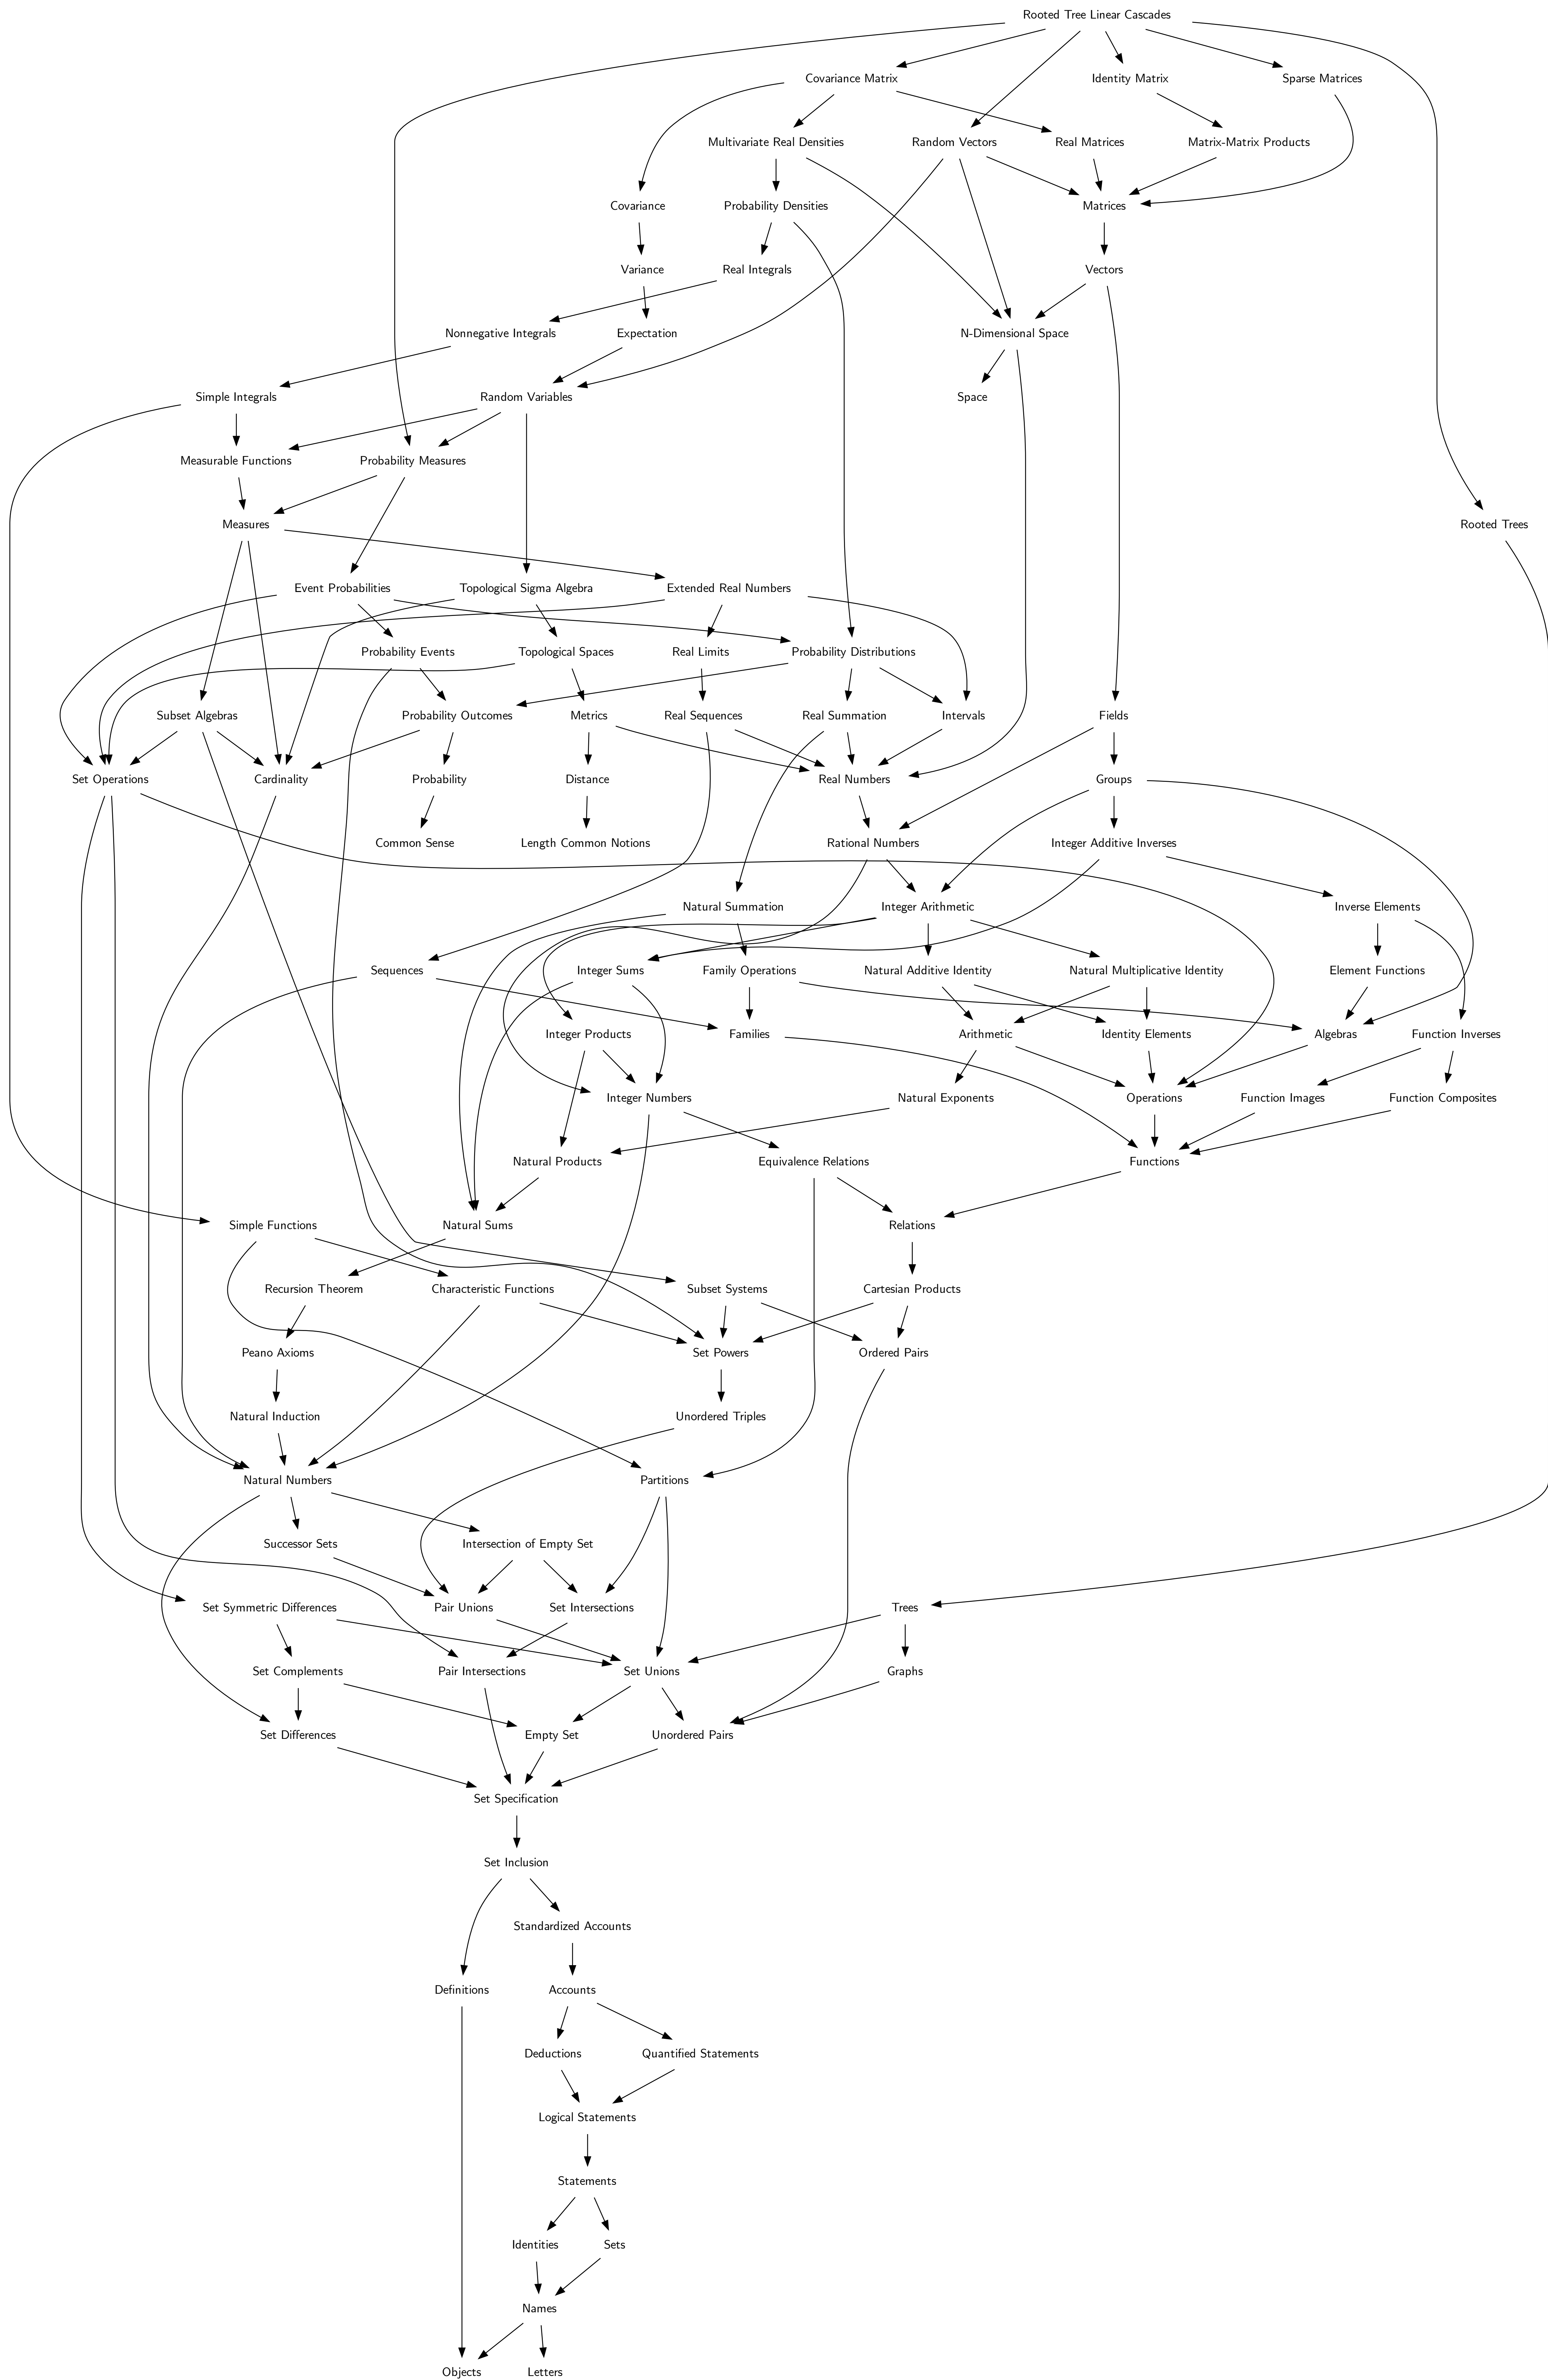 Rooted Tree Linear Cascades
Covariance Matrix
Identity Matrix
Sparse Matrices
Multivariate Real Densities
Random Vectors
Real Matrices
Matrix-Matrix Products
Covariance
Probability Densities
Matrices
Variance
Real Integrals
Vectors
Nonnegative Integrals
Expectation
N-Dimensional Space
Simple Integrals
Random Variables
Space
Measurable Functions
Probability Measures
Measures
Rooted Trees
Event Probabilities
Topological Sigma Algebra
Extended Real Numbers
Probability Events
Topological Spaces
Real Limits
Probability Distributions
Subset Algebras
Probability Outcomes
Metrics
Real Sequences
Real Summation
Intervals
Fields
Set Operations
Cardinality
Probability
Distance
Real Numbers
Groups
Common Sense
Length Common Notions
Rational Numbers
Integer Additive Inverses
Natural Summation
Integer Arithmetic
Inverse Elements
Sequences
Integer Sums
Family Operations
Natural Additive Identity
Natural Multiplicative Identity
Element Functions
Integer Products
Families
Arithmetic
Identity Elements
Algebras
Function Inverses
Integer Numbers
Natural Exponents
Operations
Function Images
Function Composites
Natural Products
Equivalence Relations
Functions
Simple Functions
Natural Sums
Relations
Recursion Theorem
Characteristic Functions
Subset Systems
Cartesian Products
Peano Axioms
Set Powers
Ordered Pairs
Natural Induction
Unordered Triples
Natural Numbers
Partitions
Successor Sets
Intersection of Empty Set
Set Symmetric Differences
Pair Unions
Set Intersections
Trees
Set Complements
Pair Intersections
Set Unions
Graphs
Set Differences
Empty Set
Unordered Pairs
Set Specification
Set Inclusion
Standardized Accounts
Definitions
Accounts
Deductions
Quantified Statements
Logical Statements
Statements
Identities
Sets
Names
Objects
Letters